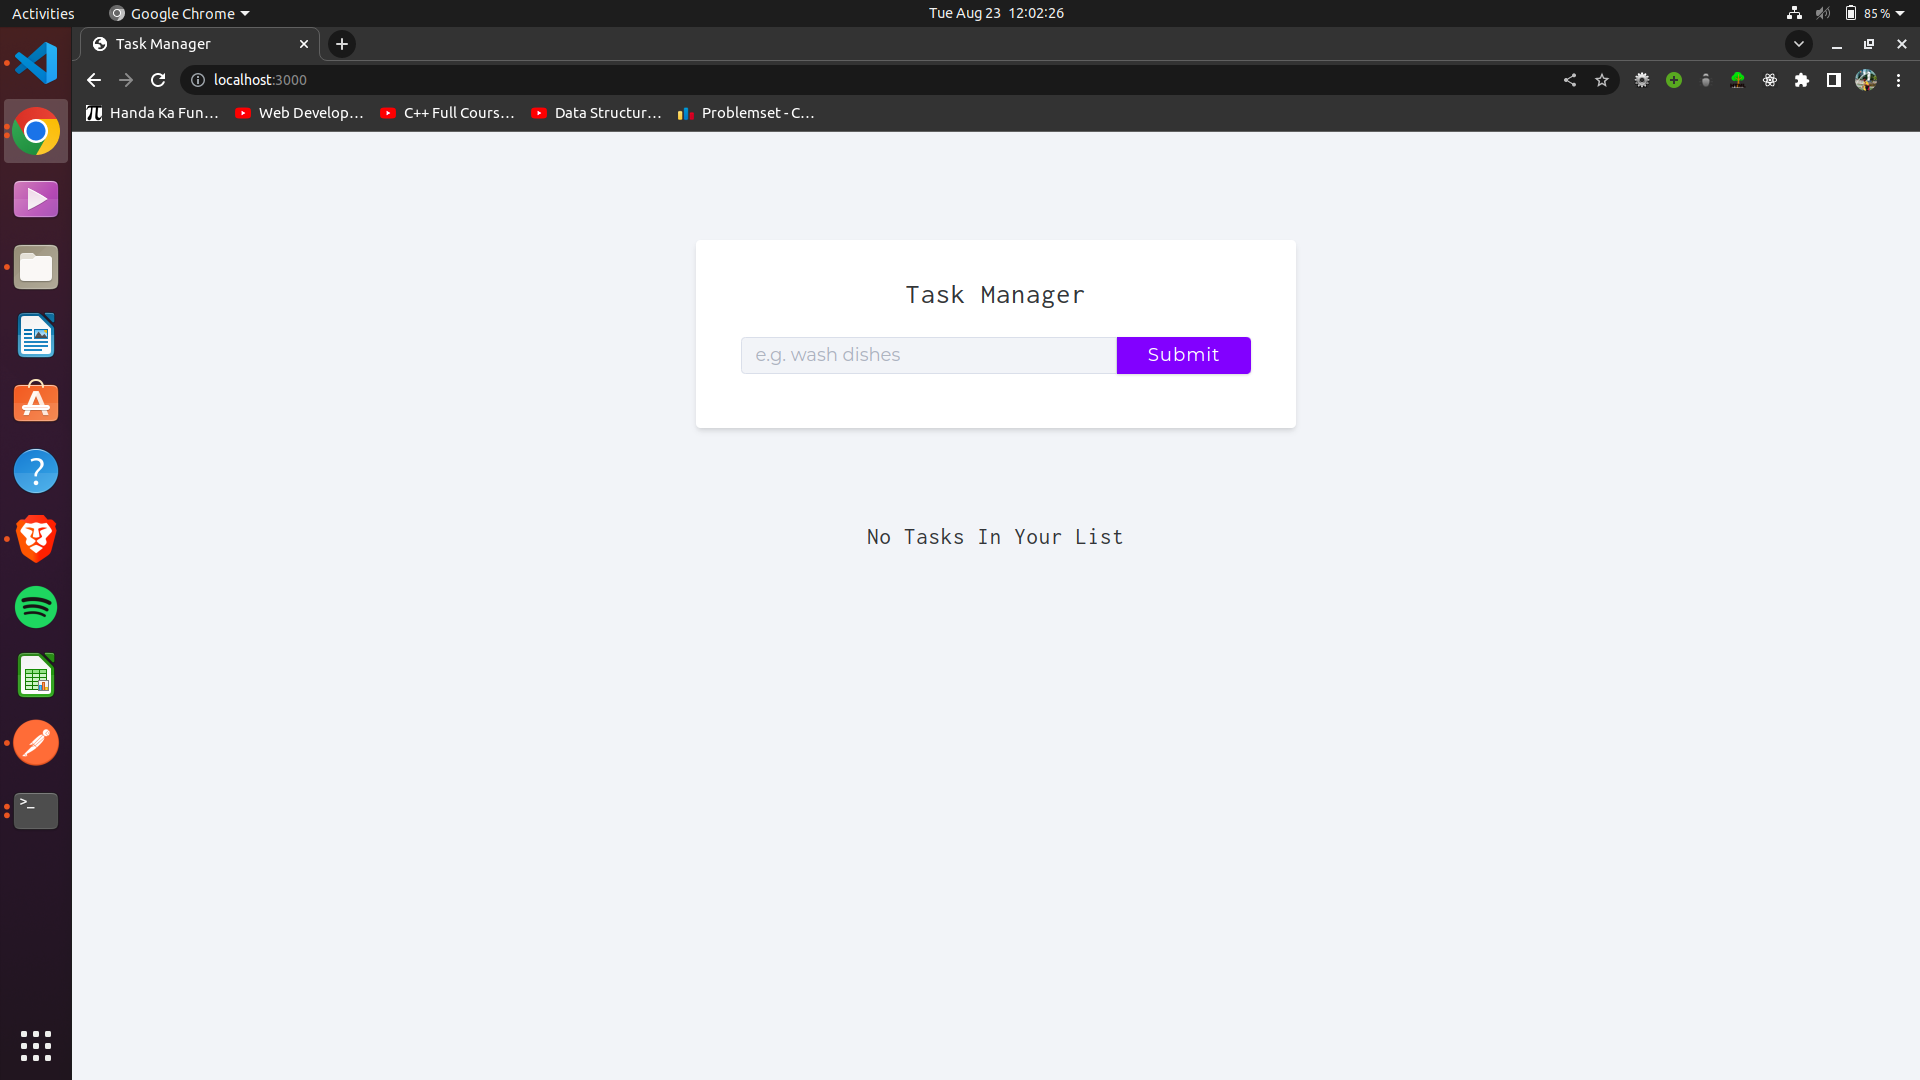 Activities
Google Chrome
Tue Aug 23 12:02:26
85 %
Task Manager
localhost:3000
Handa Ka Fun…
Web Develop…
C++ Full Cours…
Data Structur…
Problemset - C…
Task Manager
e.g. wash dishes
Submit
No Tasks In Your List